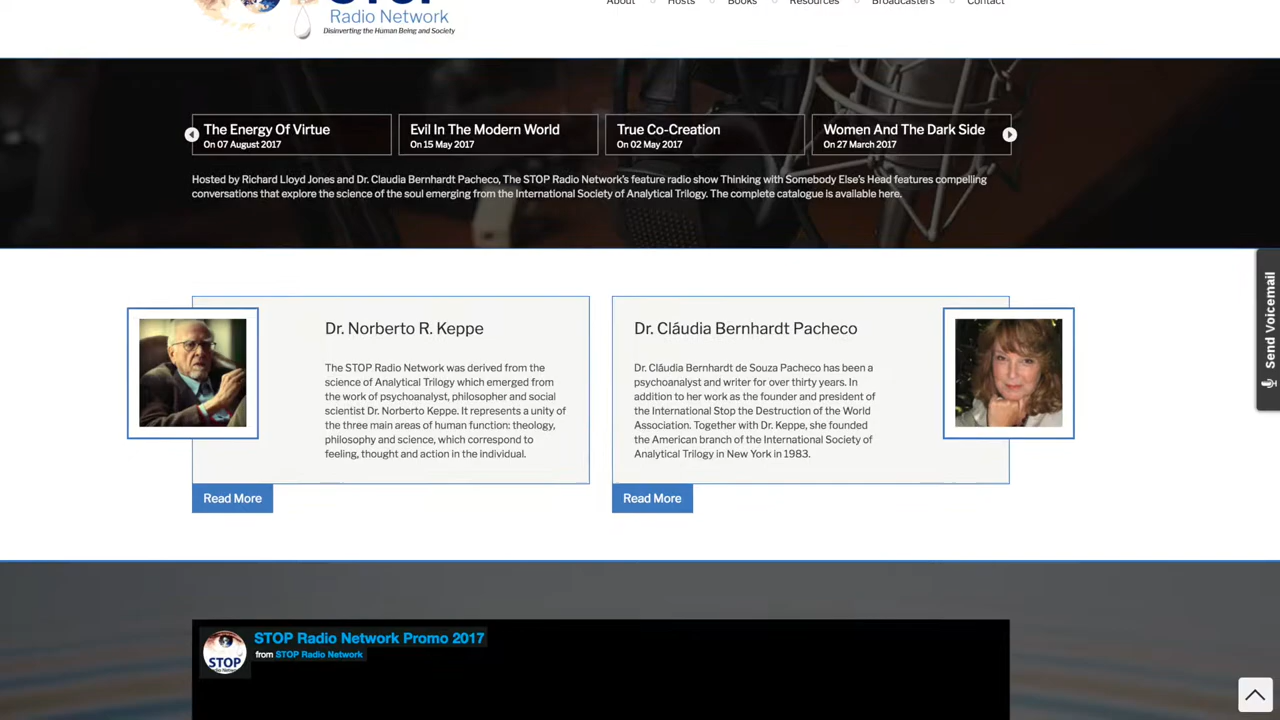 STOP
Radio Network
Disinverting the Human Being and Society
About
Hosts
Books
Resources
Broadcasters
Contact
The Energy Of Virtue
On 07 August 2017
Evil In The Modern World
On 15 May 2017
True Co-Creation
On 02 May 2017
Women And The Dark Side
On 27 March 2017
Hosted by Richard Lloyd Jones and Dr. Claudia Bernhardt Pacheco, The STOP Radio Network's feature radio show Thinking with Somebody Else's Head features compelling
conversations that explore the science of the soul emerging from the International Society of Analytical Trilogy. The complete catalogue is available here.
Send Voicemail
Dr. Norberto R. Keppe
The STOP Radio Network was derived from the
science of Analytical Trilogy which emerged from
the work of psychoanalyst, philosopher and social
scientist Dr. Norberto Keppe. It represents a unity of
the three main areas of human function: theology,
philosophy and science, which correspond to
feeling, thought and action in the individual.
Read More
Dr. Cláudia Bernhardt Pacheco
Dr. Cláudia Bernhardt de Souza Pacheco has been a
psychoanalyst and writer for over thirty years. In
addition to her work as the founder and president of
the International Stop the Destruction of the World
Association. Together with Dr. Keppe, she founded
the American branch of the International Society of
Analytical Trilogy in New York in 1983.
Read More
STOP
Radio Network
STOP Radio Network Promo 2017
from STOP Radio Network